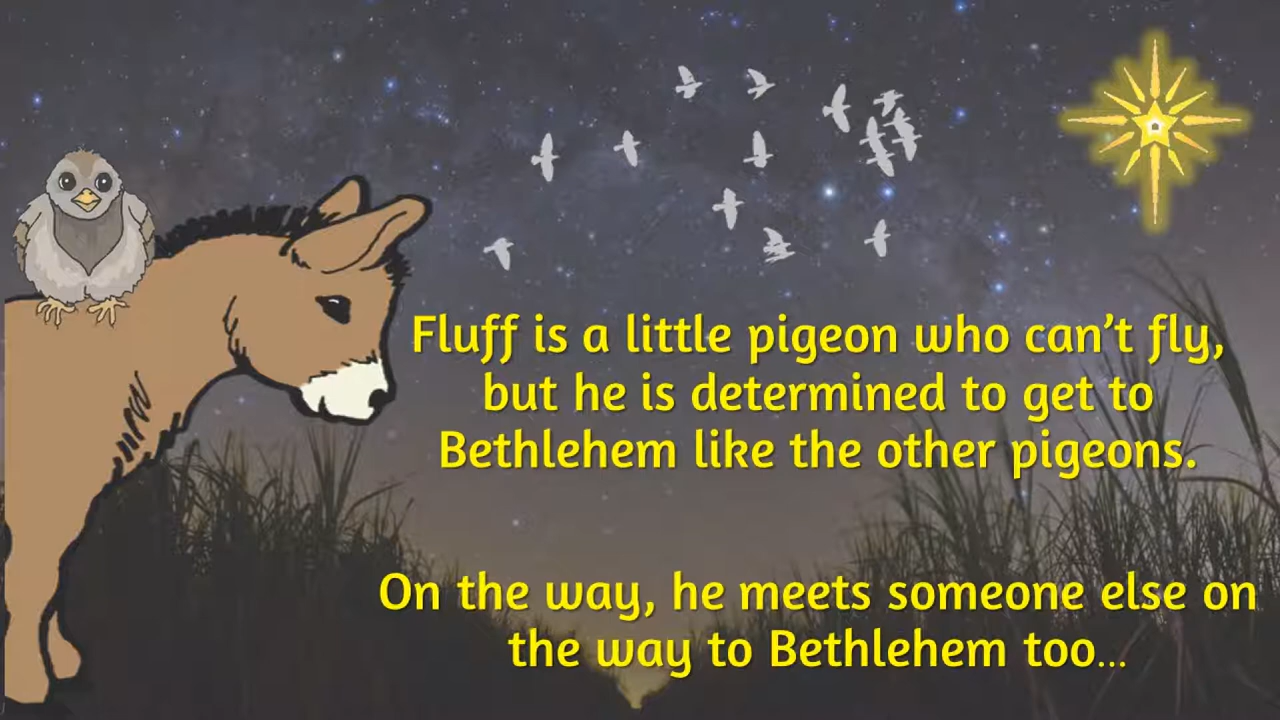 Fluff is a little pigeon who can’t fly,
but he is determined to get to
Bethlehem like the other pigeons.
On the way, he meets someone else on
the way to Bethlehem too...